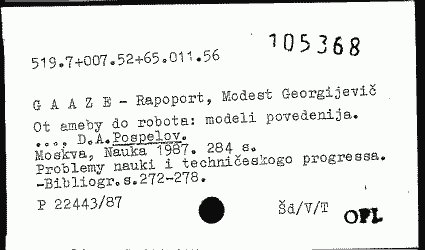 105368
519.7+007.52+65.011.56
G A A Z E - Rapoport, Modest Georgijevič
Ot ameby do robota: modeli povedenija.
..., D.A.Pospelov.
Moskva, Nauka 1987. 284 s.
Problemy nauki i techničeskogo progressa.
-Bibliogr.s.272-278.
P 22443/87
Šd/V/T OPL